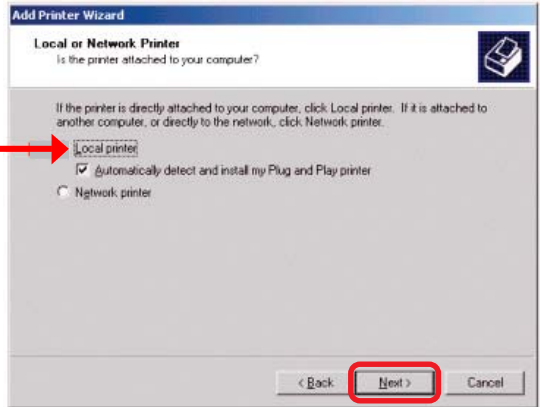 Add Printer Wizard
Local or Network Printer
Is the printer attached to your computer?
If the printer is directly attached to your computer, click Local printer. If it is attached to
another computer, or directly to the network, click Network printer.
Local printer
Automatically detect and install my Plug and Play printer
Network printer
< Back
Next >
Cancel